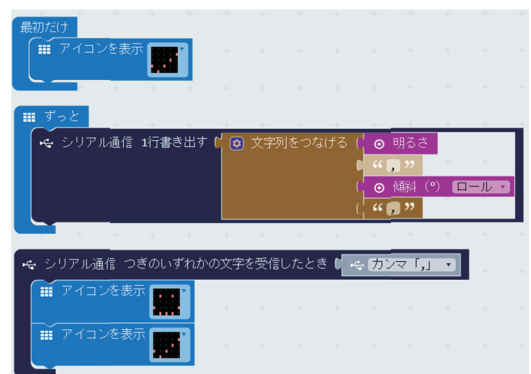 最初だけ
アイコンを表示
ずっと
シリアル通信 1行書き出す 文字列をつなげる 明るさ
“ , ”
傾斜 (°) ロール
“ , ”
シリアル通信 つぎのいずれかの文字を受信したとき カンマ「,」
アイコンを表示
アイコンを表示